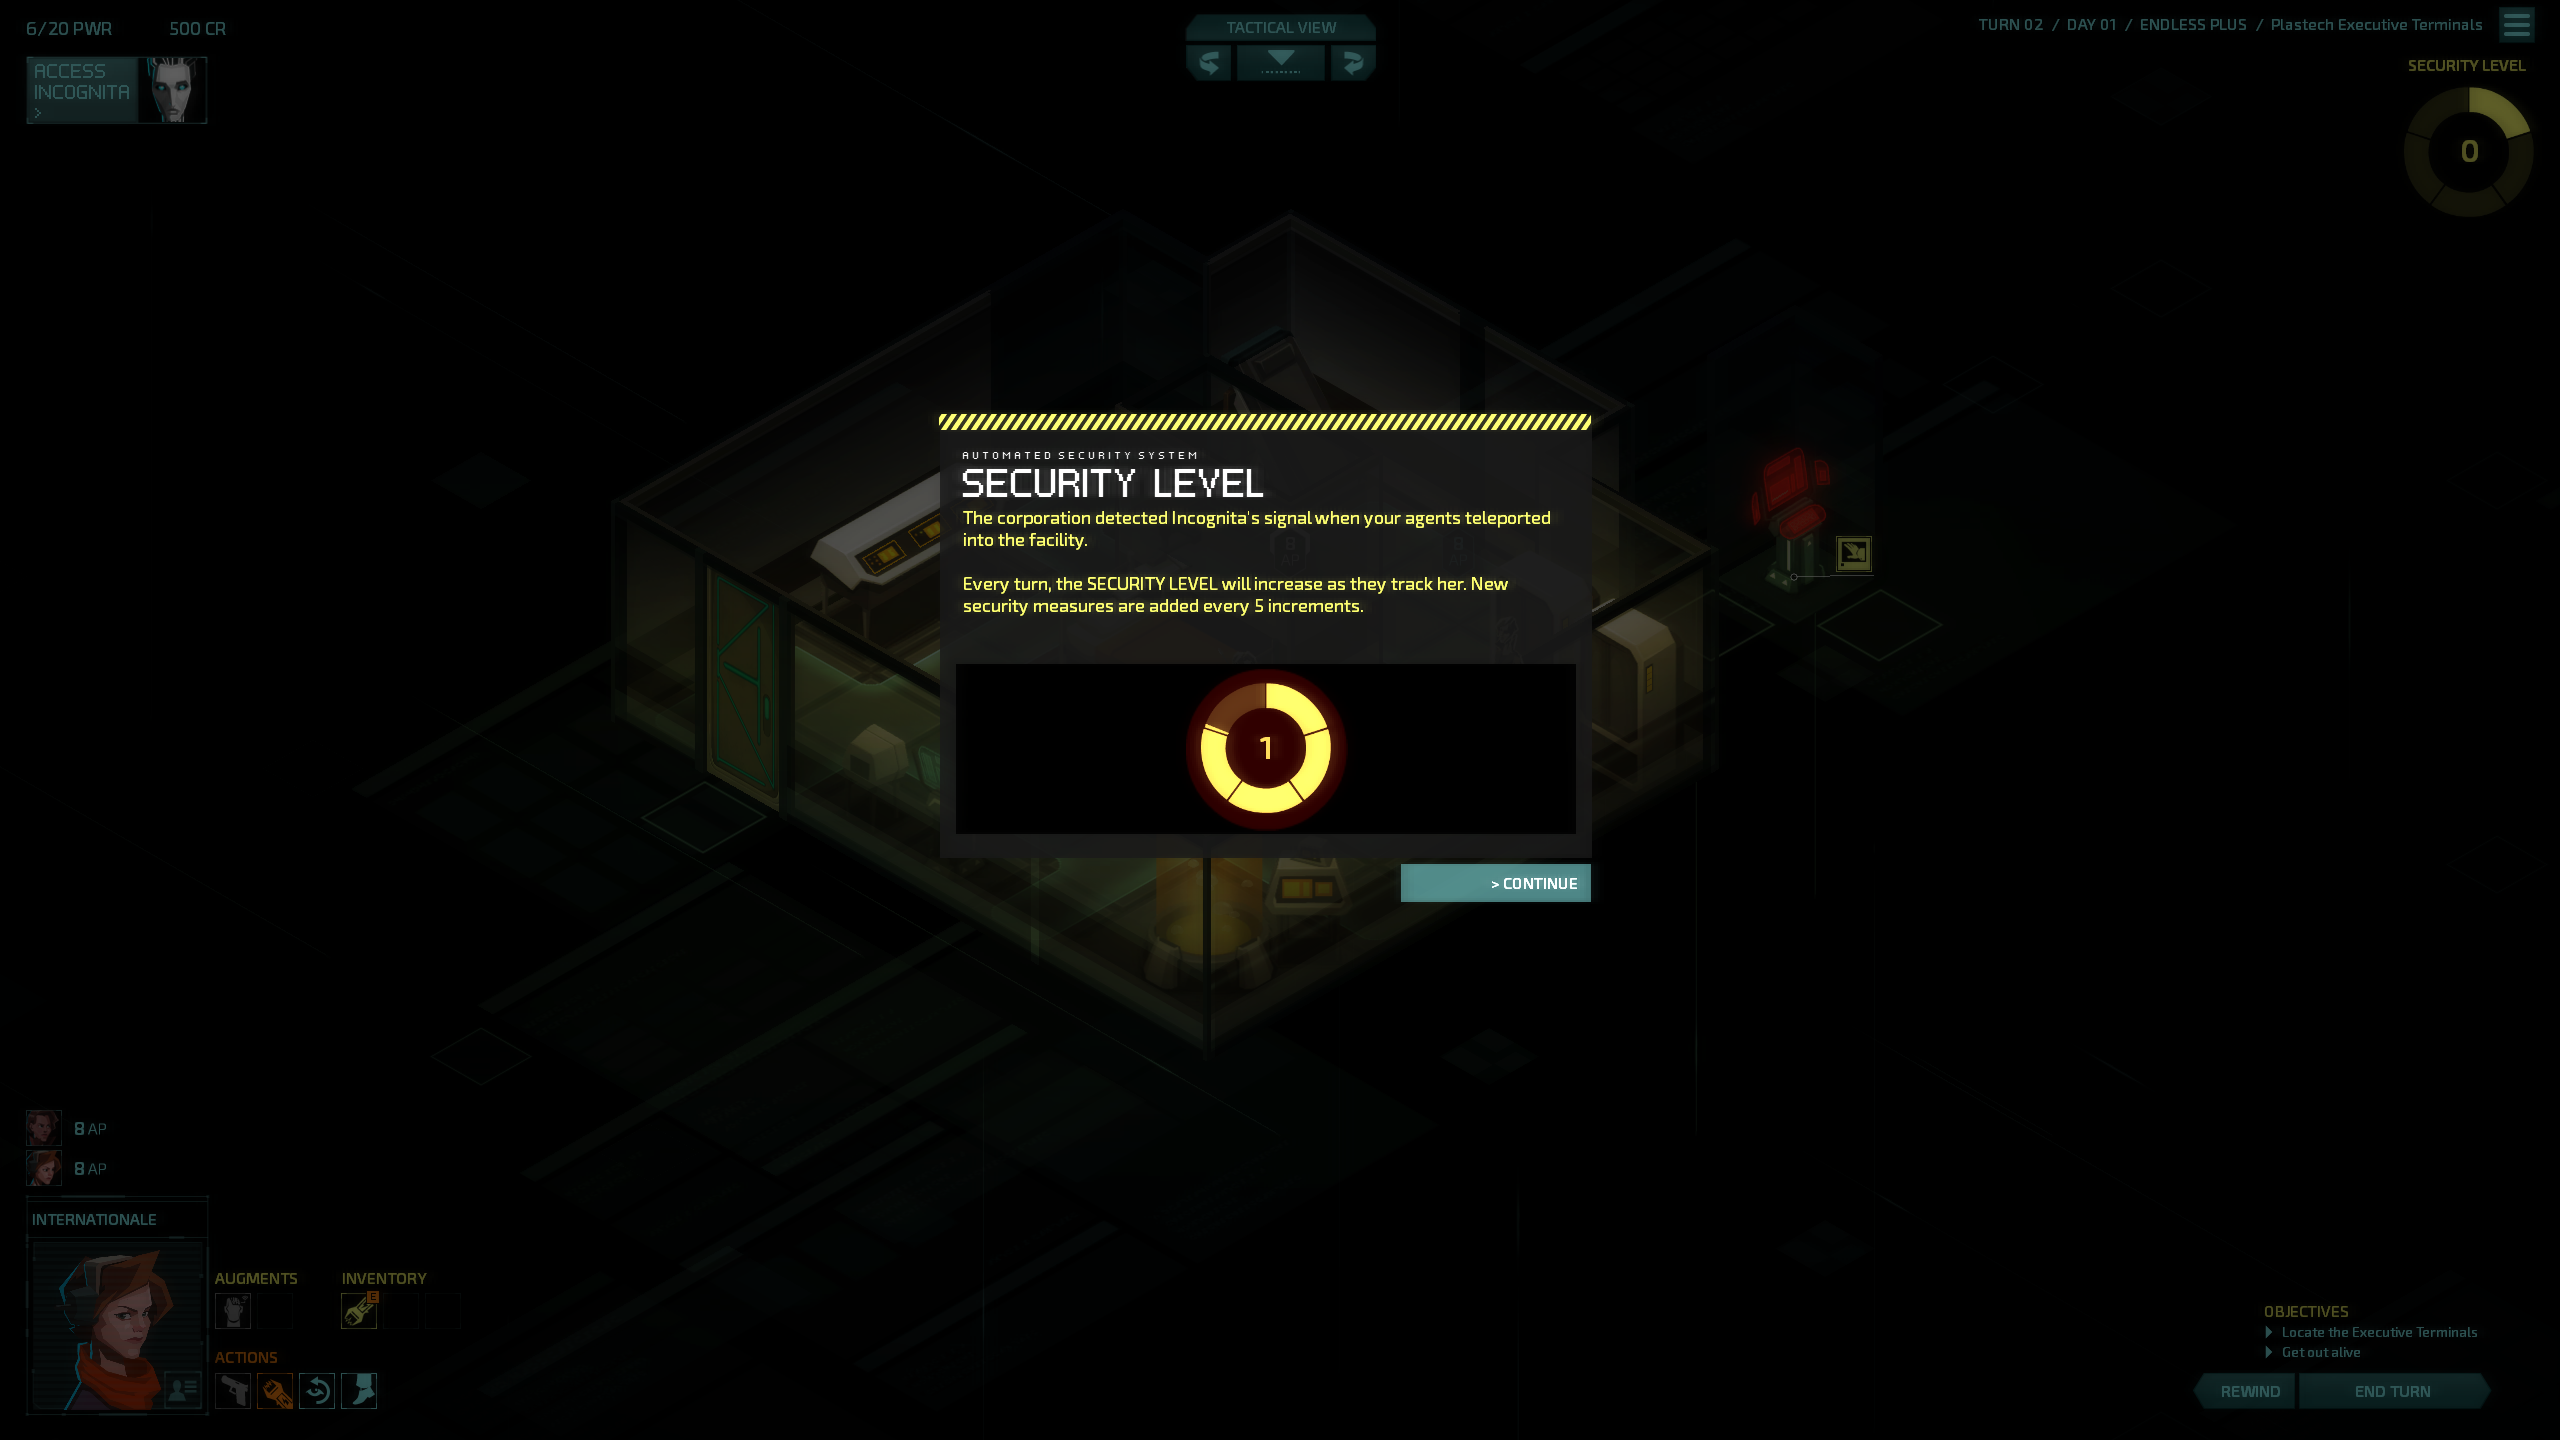 6/20 PWR 500 CR
ACCESS
INCOGNITA
>
TACTICAL VIEW
TURN 02 / DAY 01 / ENDLESS PLUS / Plastech Executive Terminals
SECURITY LEVEL
0
AUTOMATED SECURITY SYSTEM
SECURITY LEVEL
The corporation detected Incognita's signal when your agents teleported
into the facility.
Every turn, the SECURITY LEVEL will increase as they track her. New
security measures are added every 5 increments.
1
> CONTINUE
8 AP
8 AP
INTERNATIONALE
AUGMENTS
INVENTORY
E
ACTIONS
OBJECTIVES
Locate the Executive Terminals
Get out alive
REWIND
END TURN